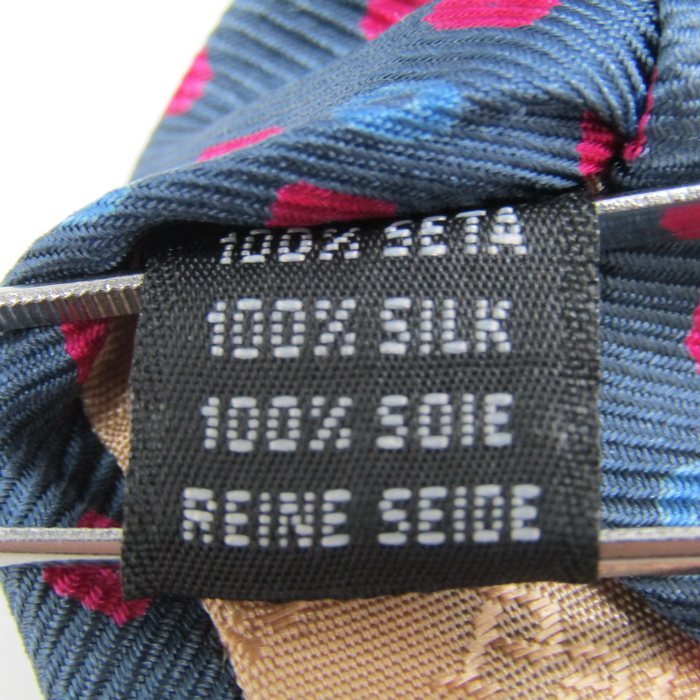 100% SETA
100% SILK
100% SOIE
REINE SEIDE